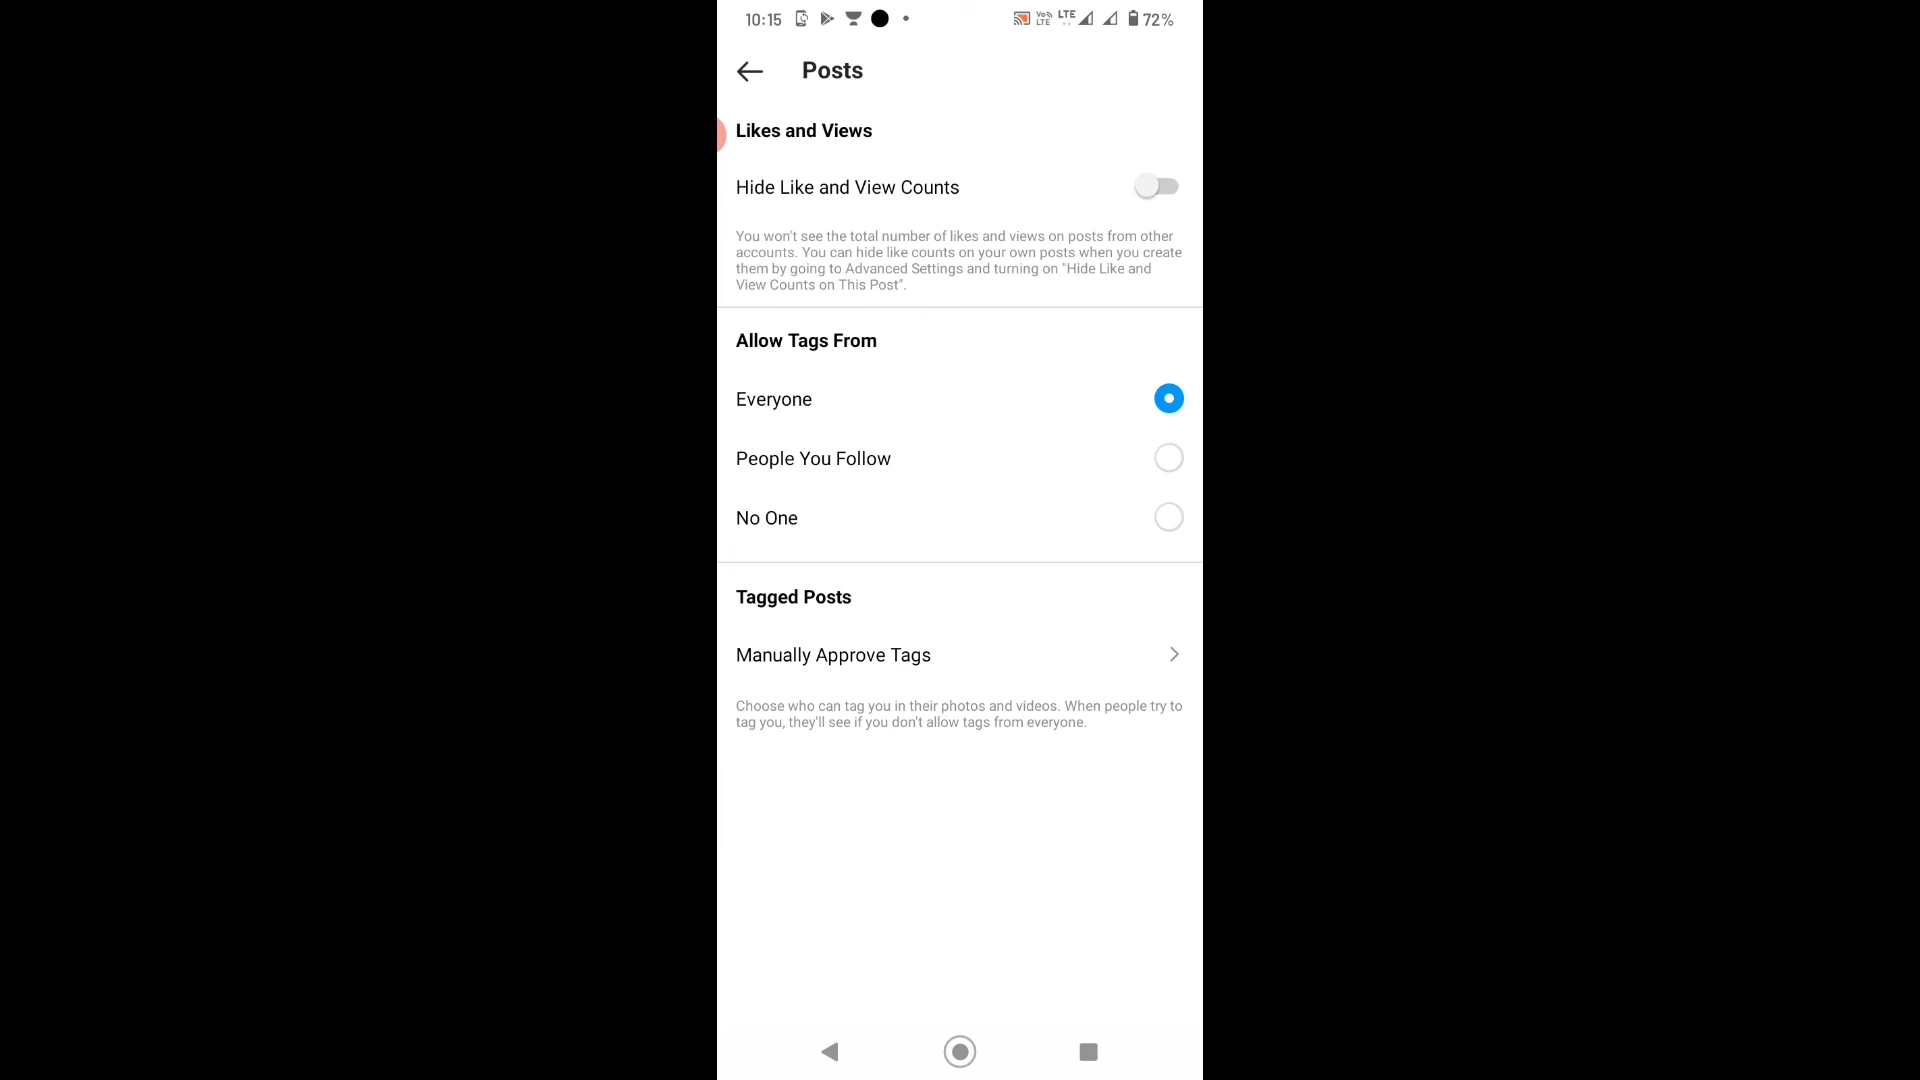 10:15 Vo LTE LTE 72%
Posts
Likes and Views
Hide Like and View Counts
You won't see the total number of likes and views on posts from other
accounts. You can hide like counts on your own posts when you create
them by going to Advanced Settings and turning on "Hide Like and
View Counts on This Post".
Allow Tags From
Everyone
People You Follow
No One
Tagged Posts
Manually Approve Tags
Choose who can tag you in their photos and videos. When people try to
tag you, they'll see if you don't allow tags from everyone.